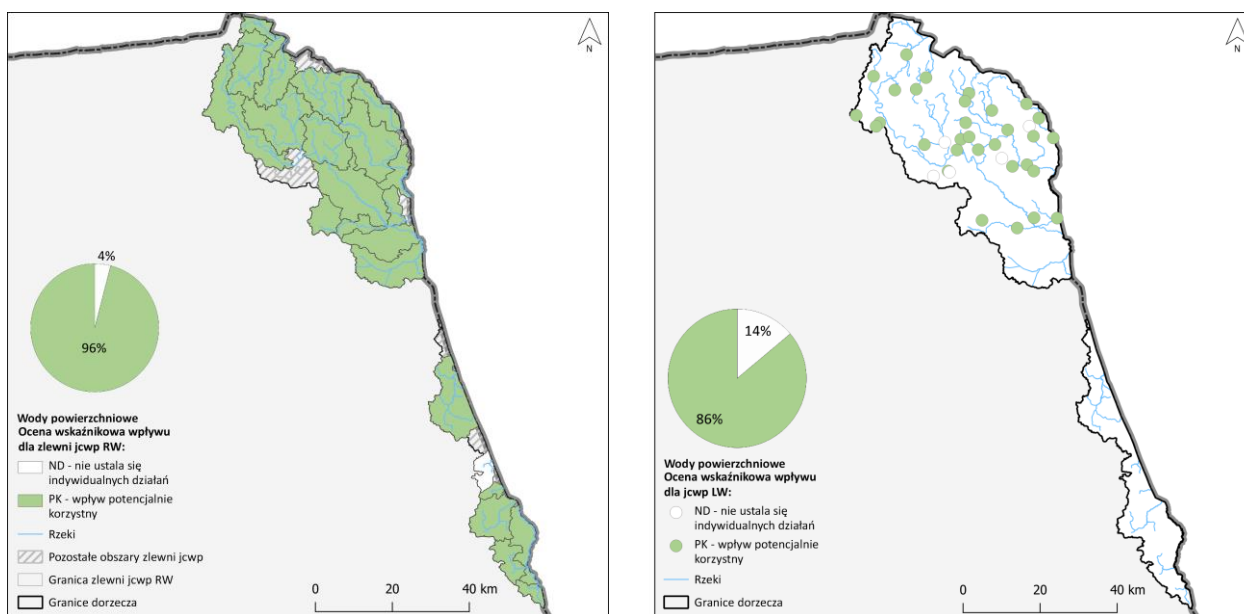 N
4%
96%
Wody powierzchniowe
Ocena wskaźnikowa wpływu
dla zlewni jcwp RW:
ND - nie ustala się
indywidualnych działań
PK - wpływ potencjalnie
korzystny
Rzeki
Pozostałe obszary zlewni jcwp
Granica zlewni jcwp RW
Granice dorzecza
0 20 40 km
N
14%
86%
Wody powierzchniowe
Ocena wskaźnikowa wpływu
dla jcwp LW:
ND - nie ustala się
indywidualnych działań
PK - wpływ potencjalnie
korzystny
Rzeki
Granice dorzecza
0 20 40 km